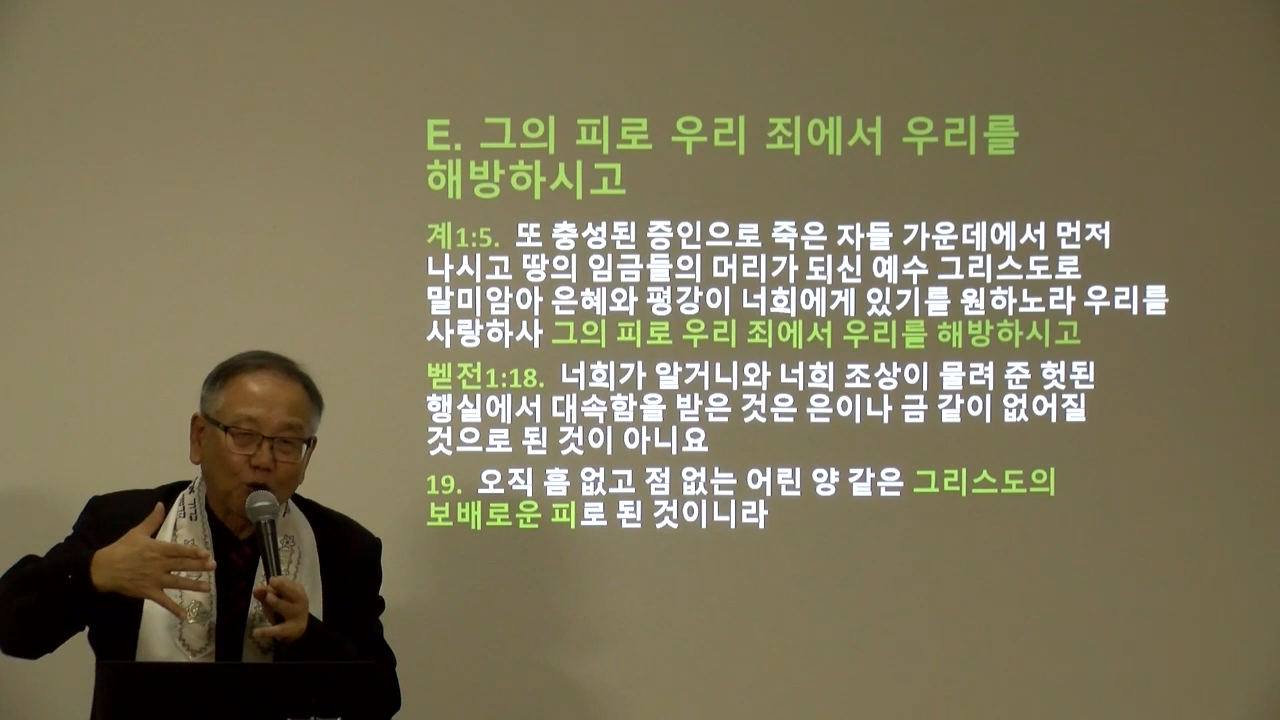 E. 그의 피로 우리 죄에서 우리를
해방하시고
계1:5. 또 충성된 증인으로 죽은 자들 가운데에서 먼저
나시고 땅의 임금들의 머리가 되신 예수 그리스도로
말미암아 은혜와 평강이 너희에게 있기를 원하노라 우리를
사랑하사 그의 피로 우리 죄에서 우리를 해방하시고
벧전1:18. 너희가 알거니와 너희 조상이 물려 준 헛된
행실에서 대속함을 받은 것은 은이나 금 같이 없어질
것으로 된 것이 아니요
19. 오직 흠 없고 점 없는 어린 양 같은 그리스도의
보배로운 피로 된 것이니라